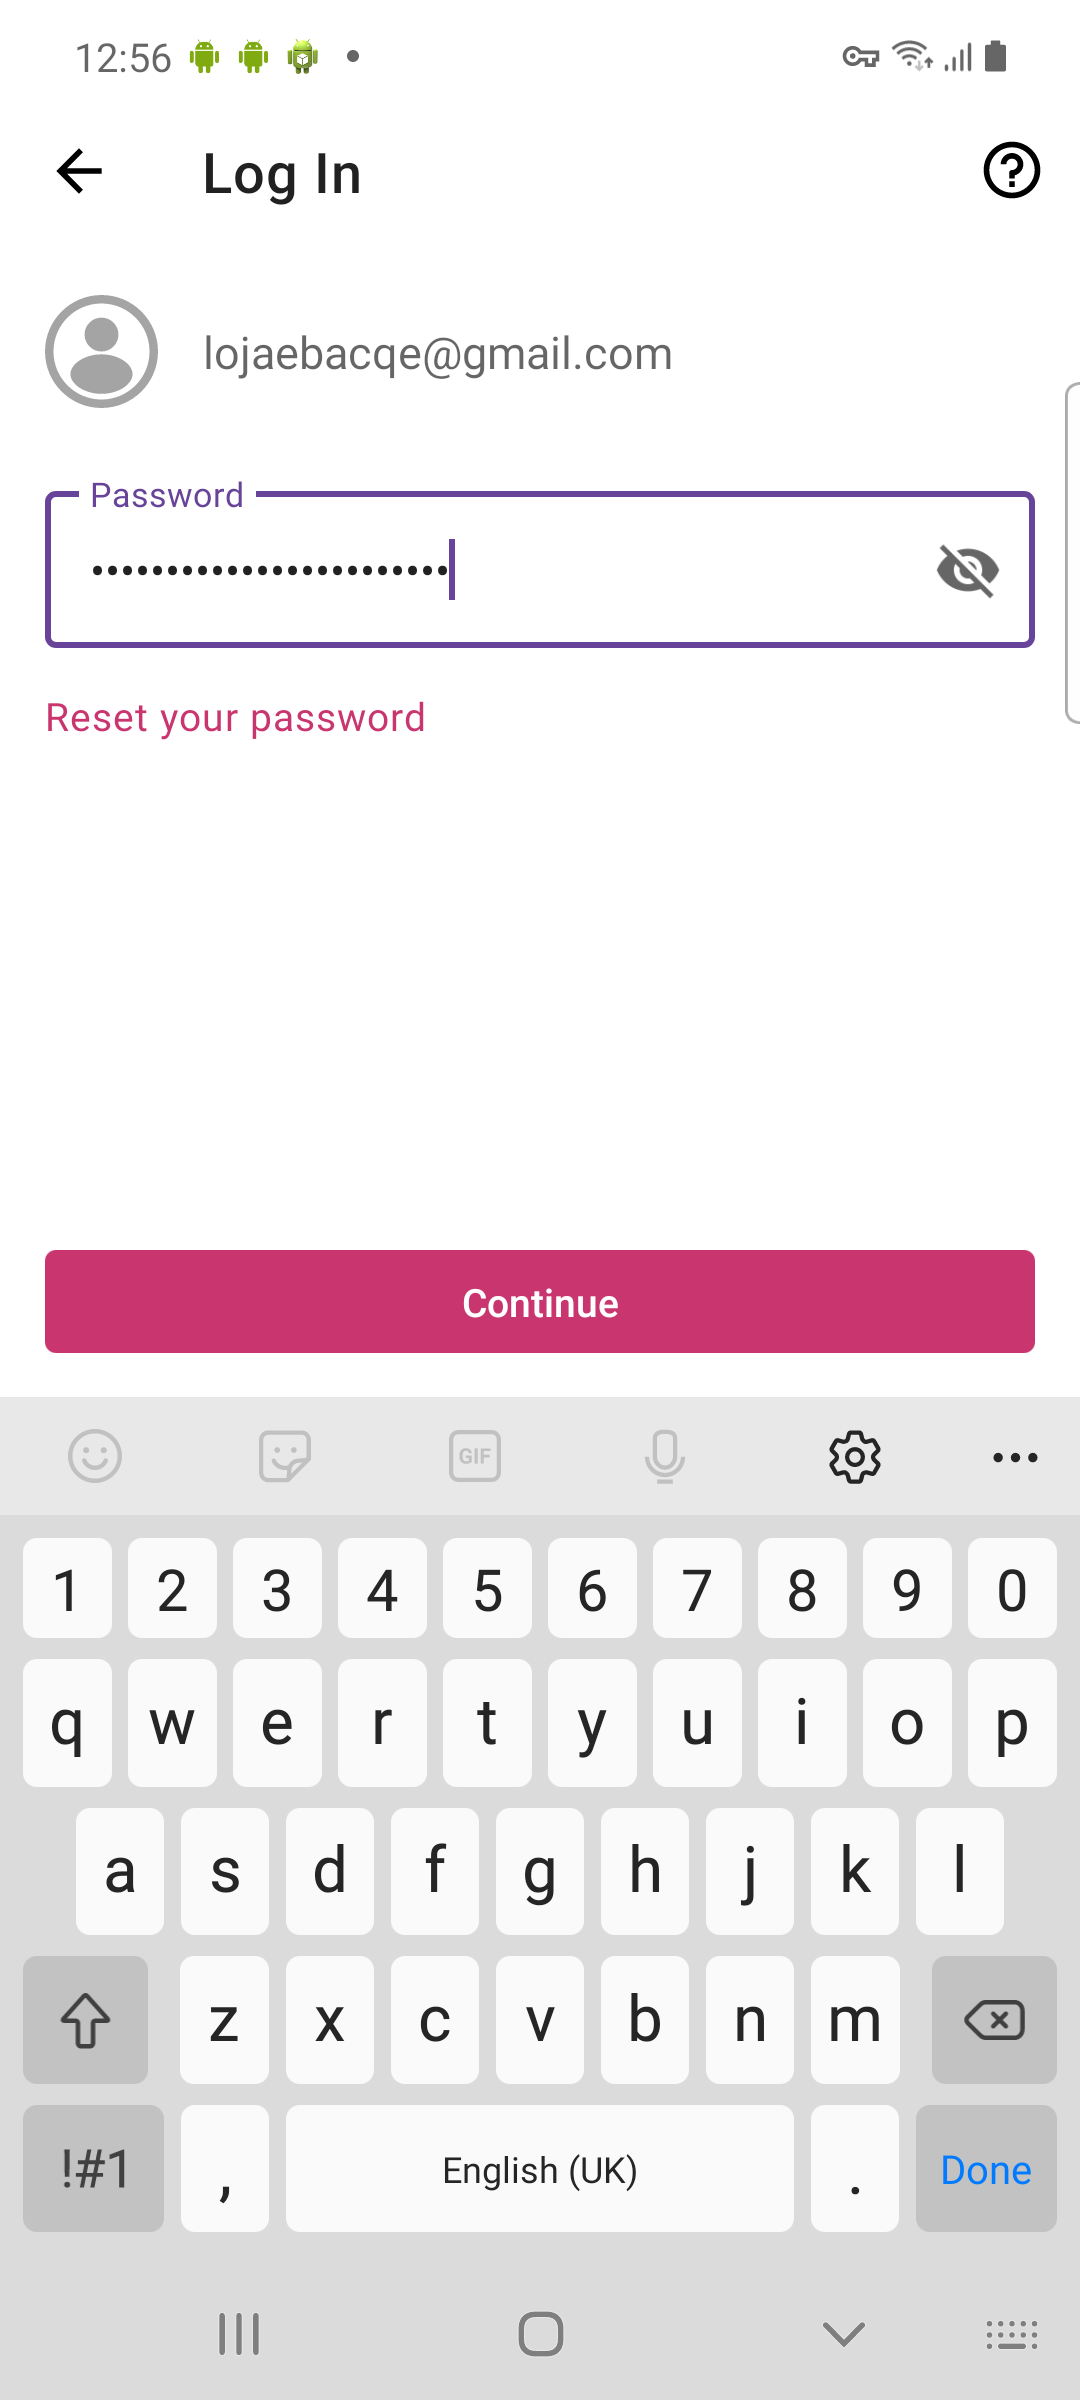 12:56
Log In
lojaebacqe@gmail.com
Password
••••••••••••••••••••••••
Reset your password
Continue
GIF
1 2 3 4 5 6 7 8 9 0
q w e r t y u i o p
a s d f g h j k l
z x c v b n m
!#1 , English (UK) . Done